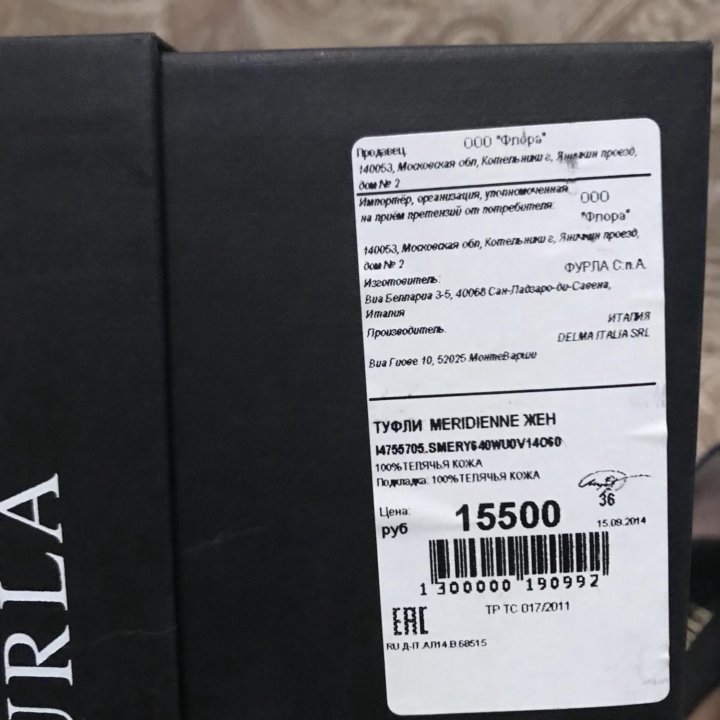 Продавец: ООО "Флора"
140053, Московская обл, Котельники г, Яничкин проезд,
дом № 2
Импортёр, организация, уполномоченная
на приём претензий от потребителя: ООО
"Флора"
140053, Московская обл, Котельники г, Яничкин проезд,
дом № 2
Изготовитель: ФУРЛА С.п.А.
Виа Беллариа 3-5, 40068 Сан-Ладзаро-ди-Савена,
Италия
Производитель: ИТАЛИЯ
DELMA ITALIA SRL
Виа Гиове 10, 52025 МонтеВарши
ТУФЛИ MERIDIENNE ЖЕН
I4755705.SMERY640WU0V14O60
100%ТЕЛЯЧЬЯ КОЖА
Подкладка: 100%ТЕЛЯЧЬЯ КОЖА
36
Цена: 15500
руб
15.09.2014
1 300000 190992
ТР ТС 017/2011
EAC
RU Д-IT.АЛ14.В.68515
URLA